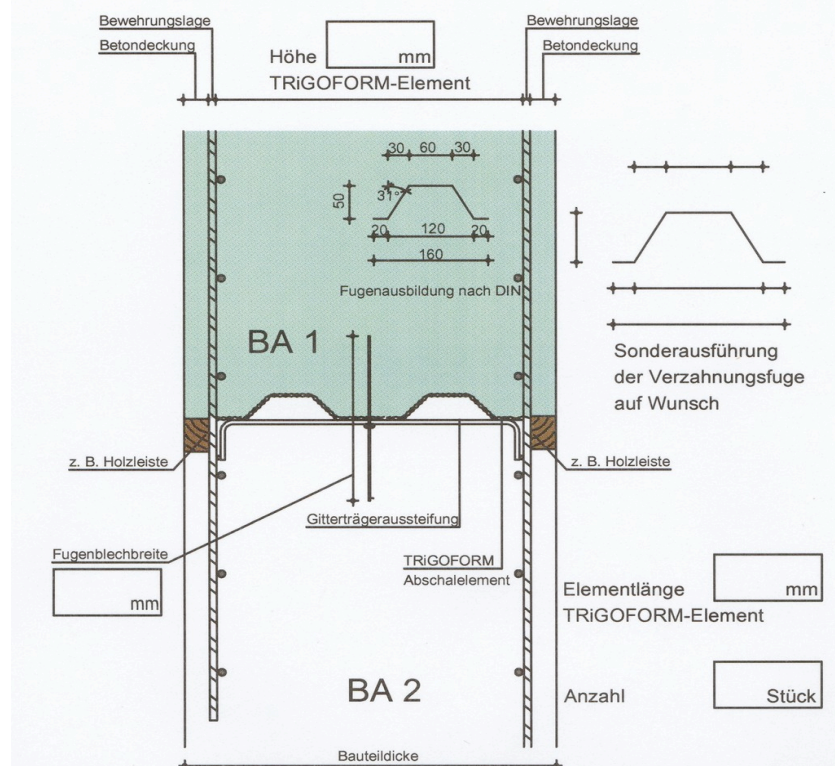 Bewehrungslage
Betondeckung
Höhe mm
TRiGOFORM-Element
Bewehrungslage
Betondeckung
30 60 30
50
31°
20 120 20
160
Fugenausbildung nach DIN
BA 1
Sonderausführung
der Verzahnungsfuge
auf Wunsch
z. B. Holzleiste
z. B. Holzleiste
Gitterträgeraussteifung
Fugenblechbreite
mm
TRiGOFORM
Abschalelement
Elementlänge mm
TRiGOFORM-Element
BA 2
Anzahl Stück
Bauteildicke